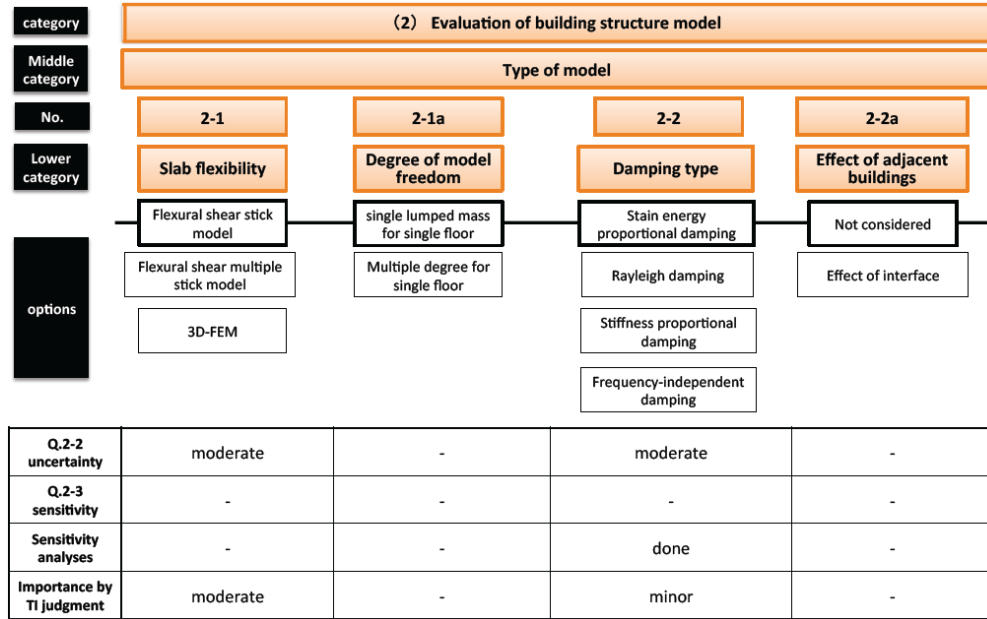 category
（2） Evaluation of building structure model
Middle
category
Type of model
No.
2-1
2-1a
2-2
2-2a
Lower
category
Slab flexibility
Degree of model
freedom
Damping type
Effect of adjacent
buildings
options
Flexural shear stick
model
single lumped mass
for single floor
Stain energy
proportional damping
Not considered
Flexural shear multiple
stick model
Multiple degree for
single floor
Rayleigh damping
Effect of interface
3D-FEM
Stiffness proportional
damping
Frequency-independent
damping
Q.2-2
uncertainty
moderate
-
moderate
-
Q.2-3
sensitivity
-
-
-
-
Sensitivity
analyses
-
-
done
-
Importance by
TI judgment
moderate
-
minor
-